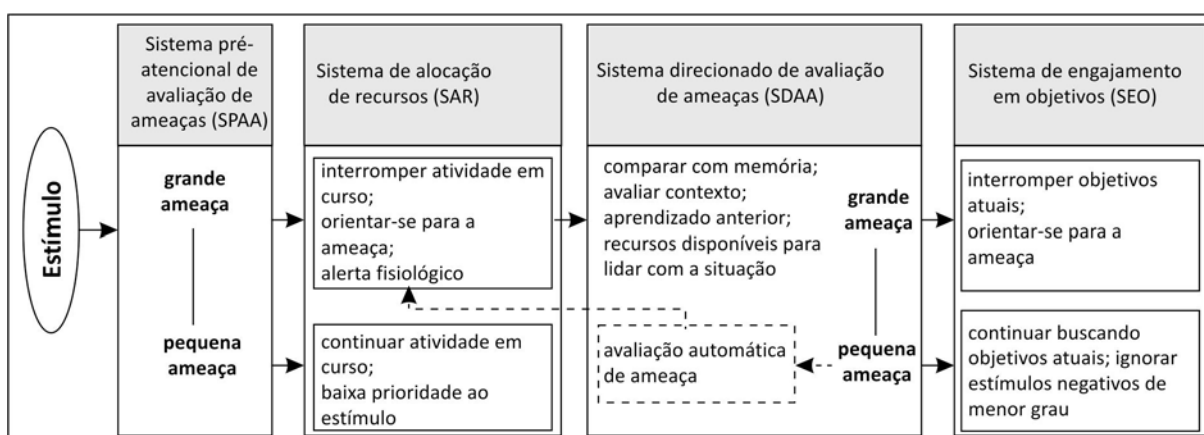 Estímulo
Sistema pré-
atencional de
avaliação de
ameaças (SPAA)
grande
ameaça
pequena
ameaça
Sistema de alocação
de recursos (SAR)
interromper atividade em
curso;
orientar-se para a
ameaça;
alerta fisiológico
continuar atividade em
curso;
baixa prioridade ao
estímulo
Sistema direcionado de avaliação
de ameaças (SDAA)
comparar com memória;
avaliar contexto;
aprendizado anterior;
recursos disponíveis para
lidar com a situação
grande
ameaça
avaliação automática
de ameaça
pequena
ameaça
Sistema de engajamento
em objetivos (SEO)
interromper objetivos
atuais;
orientar-se para a
ameaça
continuar buscando
objetivos atuais; ignorar
estímulos negativos de
menor grau